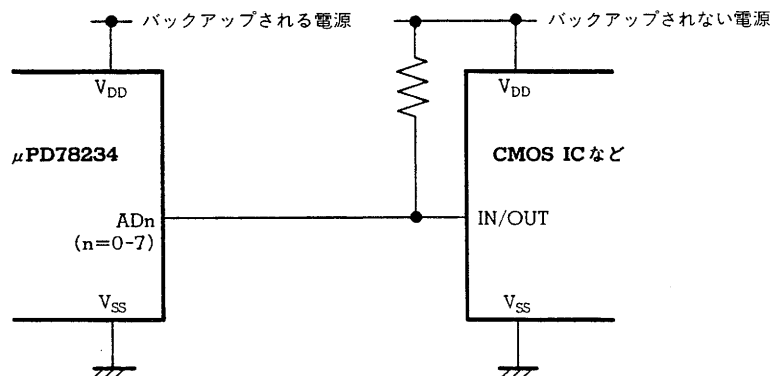 バックアップされる電源
バックアップされない電源
VDD
μPD78234
ADn
(n=0-7)
VSS
VDD
CMOS ICなど
IN/OUT
VSS